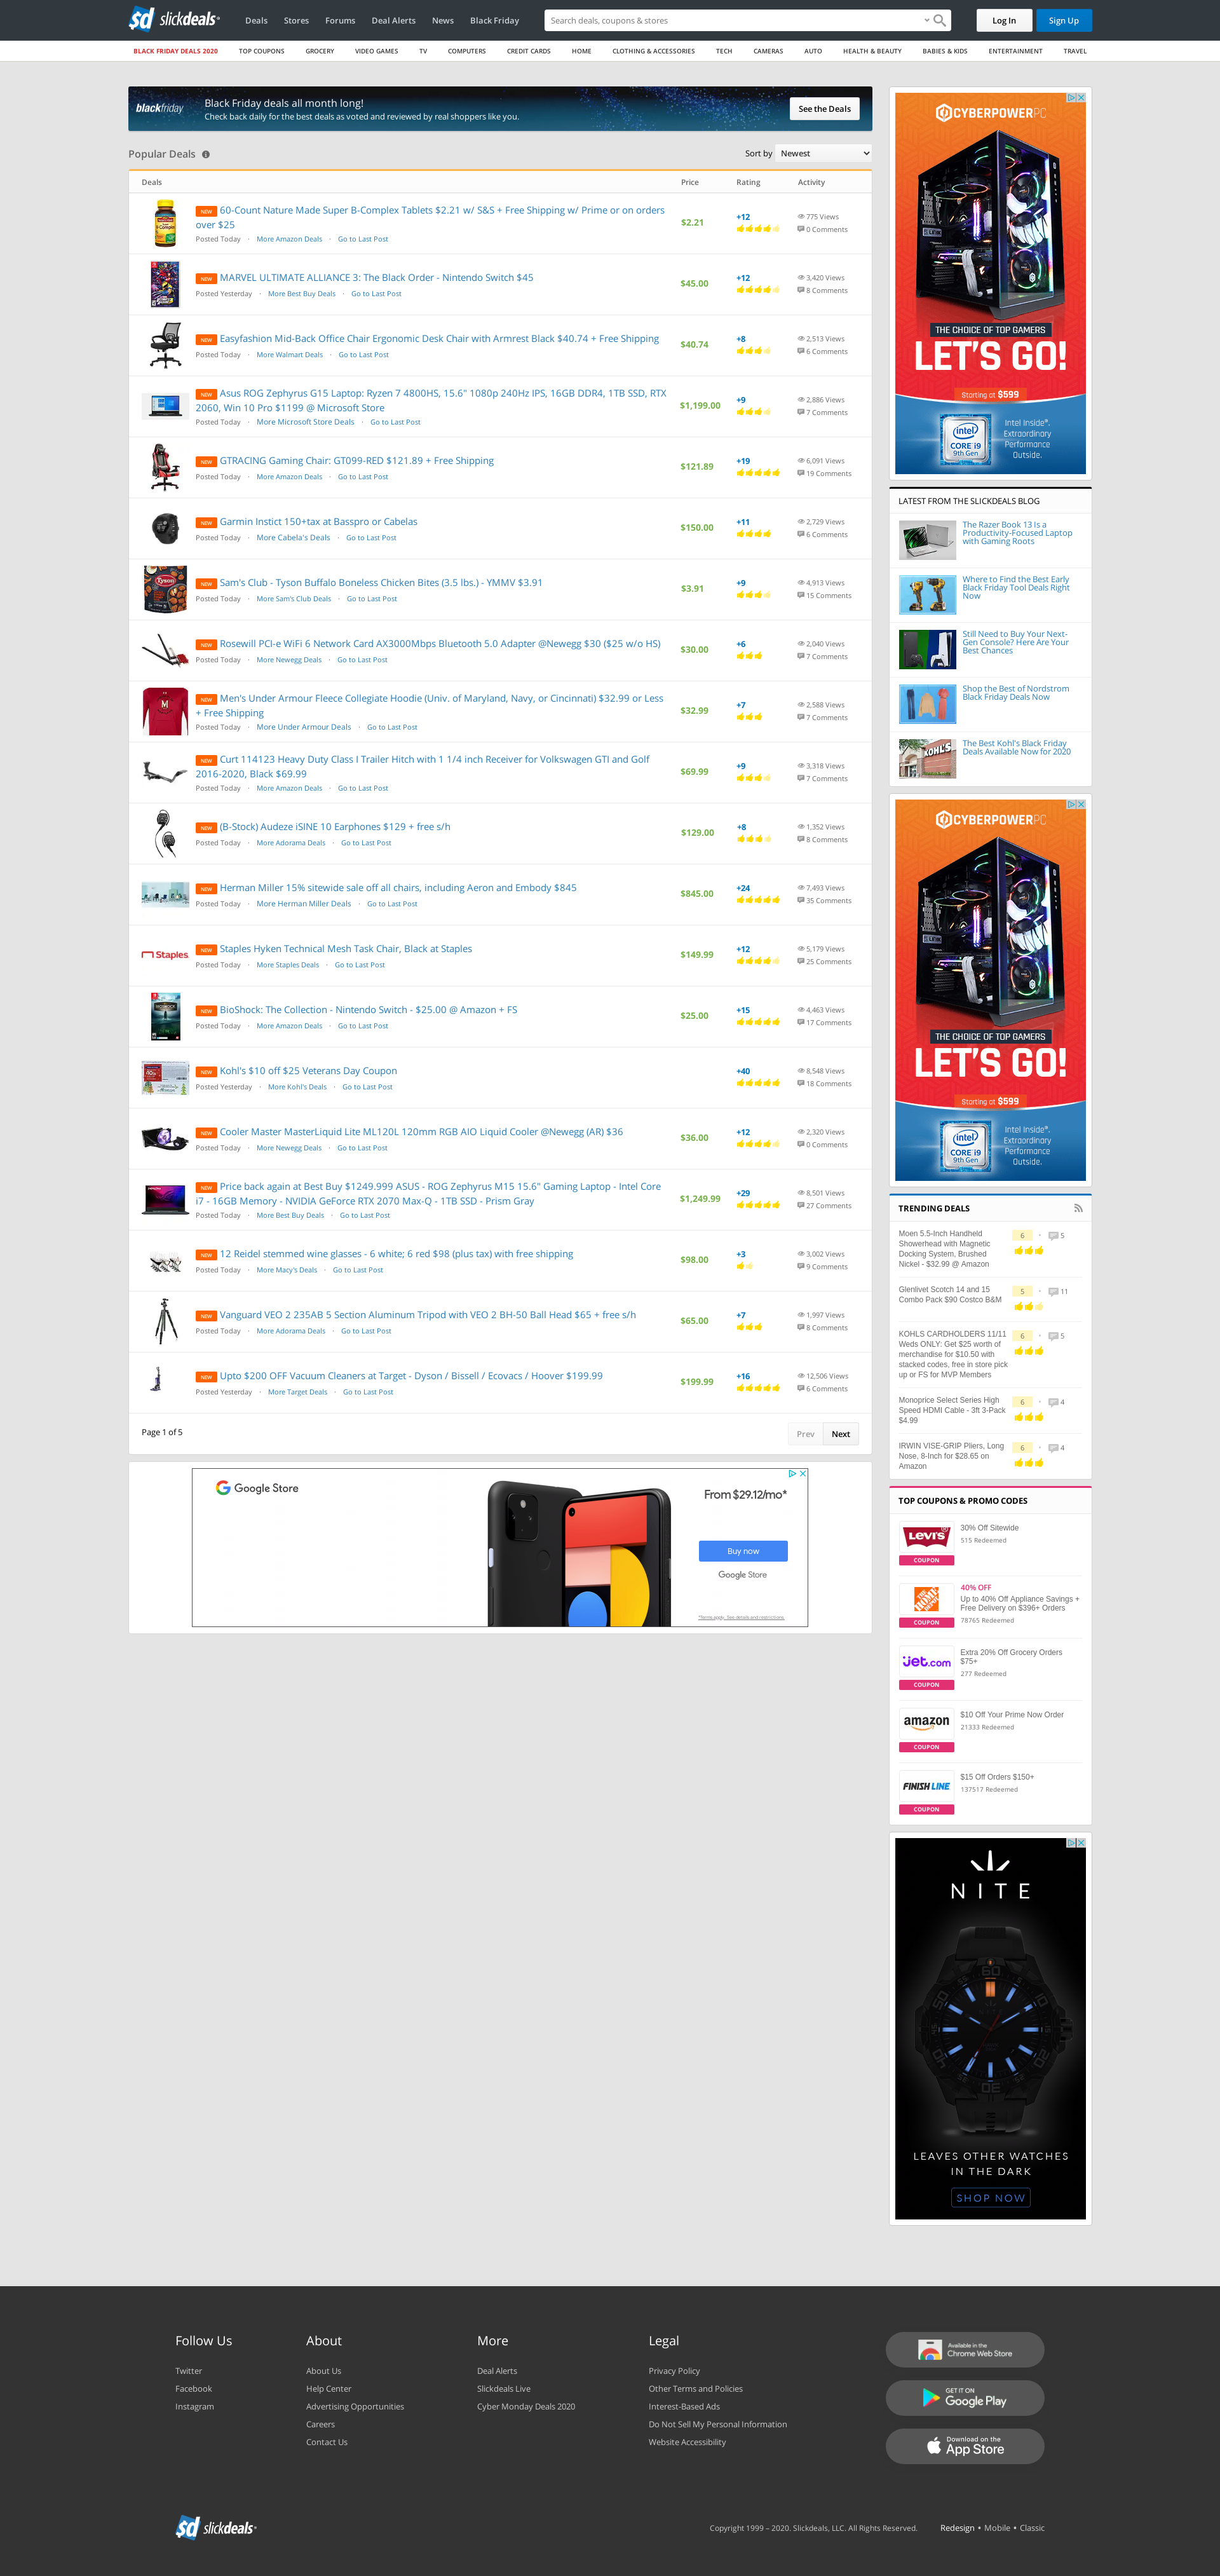 slickdeals
Deals
Stores
Forums
Deal Alerts
News
Black Friday
Search deals, coupons & stores
Log In
Sign Up
BLACK FRIDAY DEALS 2020
TOP COUPONS
GROCERY
VIDEO GAMES
TV
COMPUTERS
CREDIT CARDS
HOME
CLOTHING & ACCESSORIES
TECH
CAMERAS
AUTO
HEALTH & BEAUTY
BABIES & KIDS
ENTERTAINMENT
TRAVEL
blackfriday
Black Friday deals all month long!
Check back daily for the best deals as voted and reviewed by real shoppers like you.
See the Deals
Popular Deals
Sort by Newest
Deals Price Rating Activity
NEW 60-Count Nature Made Super B-Complex Tablets $2.21 w/ S&S + Free Shipping w/ Prime or on orders
over $25
Posted Today · More Amazon Deals · Go to Last Post
$2.21
+12
775 Views
0 Comments
NEW MARVEL ULTIMATE ALLIANCE 3: The Black Order - Nintendo Switch $45
Posted Yesterday · More Best Buy Deals · Go to Last Post
$45.00
+12
3,420 Views
8 Comments
NEW Easyfashion Mid-Back Office Chair Ergonomic Desk Chair with Armrest Black $40.74 + Free Shipping
Posted Today · More Walmart Deals · Go to Last Post
$40.74
+8
2,513 Views
6 Comments
NEW Asus ROG Zephyrus G15 Laptop: Ryzen 7 4800HS, 15.6" 1080p 240Hz IPS, 16GB DDR4, 1TB SSD, RTX
2060, Win 10 Pro $1199 @ Microsoft Store
Posted Today · More Microsoft Store Deals · Go to Last Post
$1,199.00
+9
2,886 Views
7 Comments
NEW GTRACING Gaming Chair: GT099-RED $121.89 + Free Shipping
Posted Today · More Amazon Deals · Go to Last Post
$121.89
+19
6,091 Views
19 Comments
NEW Garmin Instict 150+tax at Basspro or Cabelas
Posted Today · More Cabela's Deals · Go to Last Post
$150.00
+11
2,729 Views
6 Comments
NEW Sam's Club - Tyson Buffalo Boneless Chicken Bites (3.5 lbs.) - YMMV $3.91
Posted Today · More Sam's Club Deals · Go to Last Post
$3.91
+9
4,913 Views
15 Comments
NEW Rosewill PCI-e WiFi 6 Network Card AX3000Mbps Bluetooth 5.0 Adapter @Newegg $30 ($25 w/o HS)
Posted Today · More Newegg Deals · Go to Last Post
$30.00
+6
2,040 Views
7 Comments
NEW Men's Under Armour Fleece Collegiate Hoodie (Univ. of Maryland, Navy, or Cincinnati) $32.99 or Less
+ Free Shipping
Posted Today · More Under Armour Deals · Go to Last Post
$32.99
+7
2,588 Views
7 Comments
NEW Curt 114123 Heavy Duty Class I Trailer Hitch with 1 1/4 inch Receiver for Volkswagen GTI and Golf
2016-2020, Black $69.99
Posted Today · More Amazon Deals · Go to Last Post
$69.99
+9
3,318 Views
7 Comments
NEW (B-Stock) Audeze iSINE 10 Earphones $129 + free s/h
Posted Today · More Adorama Deals · Go to Last Post
$129.00
+8
1,352 Views
8 Comments
NEW Herman Miller 15% sitewide sale off all chairs, including Aeron and Embody $845
Posted Today · More Herman Miller Deals · Go to Last Post
$845.00
+24
7,493 Views
35 Comments
Staples
NEW Staples Hyken Technical Mesh Task Chair, Black at Staples
Posted Today · More Staples Deals · Go to Last Post
$149.99
+12
5,179 Views
25 Comments
NEW BioShock: The Collection - Nintendo Switch - $25.00 @ Amazon + FS
Posted Today · More Amazon Deals · Go to Last Post
$25.00
+15
4,463 Views
17 Comments
NEW Kohl's $10 off $25 Veterans Day Coupon
Posted Yesterday · More Kohl's Deals · Go to Last Post
+40
8,548 Views
18 Comments
NEW Cooler Master MasterLiquid Lite ML120L 120mm RGB AIO Liquid Cooler @Newegg (AR) $36
Posted Today · More Newegg Deals · Go to Last Post
$36.00
+12
2,320 Views
0 Comments
NEW Price back again at Best Buy $1249.999 ASUS - ROG Zephyrus M15 15.6" Gaming Laptop - Intel Core
i7 - 16GB Memory - NVIDIA GeForce RTX 2070 Max-Q - 1TB SSD - Prism Gray
Posted Today · More Best Buy Deals · Go to Last Post
$1,249.99
+29
8,501 Views
27 Comments
NEW 12 Reidel stemmed wine glasses - 6 white; 6 red $98 (plus tax) with free shipping
Posted Today · More Macy's Deals · Go to Last Post
$98.00
+3
3,002 Views
9 Comments
NEW Vanguard VEO 2 235AB 5 Section Aluminum Tripod with VEO 2 BH-50 Ball Head $65 + free s/h
Posted Today · More Adorama Deals · Go to Last Post
$65.00
+7
1,997 Views
8 Comments
NEW Upto $200 OFF Vacuum Cleaners at Target - Dyson / Bissell / Ecovacs / Hoover $199.99
Posted Yesterday · More Target Deals · Go to Last Post
$199.99
+16
12,506 Views
6 Comments
Page 1 of 5
Prev
Next
Google Store
From $29.12/mo*
Buy now
Google Store
*Terms apply. See details and restrictions.
CYBERPOWERPC
THE CHOICE OF TOP GAMERS
LET'S GO!
Starting at $599
intel
CORE i9
9th Gen
Intel Inside®.
Extraordinary
Performance
Outside.
LATEST FROM THE SLICKDEALS BLOG
The Razer Book 13 Is a
Productivity-Focused Laptop
with Gaming Roots
Where to Find the Best Early
Black Friday Tool Deals Right
Now
Still Need to Buy Your Next-
Gen Console? Here Are Your
Best Chances
Shop the Best of Nordstrom
Black Friday Deals Now
The Best Kohl's Black Friday
Deals Available Now for 2020
CYBERPOWERPC
THE CHOICE OF TOP GAMERS
LET'S GO!
Starting at $599
intel
CORE i9
9th Gen
Intel Inside®.
Extraordinary
Performance
Outside.
TRENDING DEALS
Moen 5.5-Inch Handheld
Showerhead with Magnetic
Docking System, Brushed
Nickel - $32.99 @ Amazon
6 5
Glenlivet Scotch 14 and 15
Combo Pack $90 Costco B&M
5 11
KOHLS CARDHOLDERS 11/11
Weds ONLY: Get $25 worth of
merchandise for $10.50 with
stacked codes, free in store pick
up or FS for MVP Members
6 5
Monoprice Select Series High
Speed HDMI Cable - 3ft 3-Pack
$4.99
6 4
IRWIN VISE-GRIP Pliers, Long
Nose, 8-Inch for $28.65 on
Amazon
6 4
TOP COUPONS & PROMO CODES
LEVI'S
COUPON
30% Off Sitewide
515 Redeemed
COUPON
40% OFF
Up to 40% Off Appliance Savings +
Free Delivery on $396+ Orders
78765 Redeemed
jet.com
COUPON
Extra 20% Off Grocery Orders
$75+
277 Redeemed
amazon
COUPON
$10 Off Your Prime Now Order
21333 Redeemed
FINISH LINE
COUPON
$15 Off Orders $150+
137517 Redeemed
NITE
LEAVES OTHER WATCHES
IN THE DARK
SHOP NOW
Follow Us
Twitter
Facebook
Instagram
About
About Us
Help Center
Advertising Opportunities
Careers
Contact Us
More
Deal Alerts
Slickdeals Live
Cyber Monday Deals 2020
Legal
Privacy Policy
Other Terms and Policies
Interest-Based Ads
Do Not Sell My Personal Information
Website Accessibility
Available in the
Chrome Web Store
GET IT ON
Google Play
Download on the
App Store
slickdeals
Copyright 1999 – 2020. Slickdeals, LLC. All Rights Reserved.
Redesign • Mobile • Classic